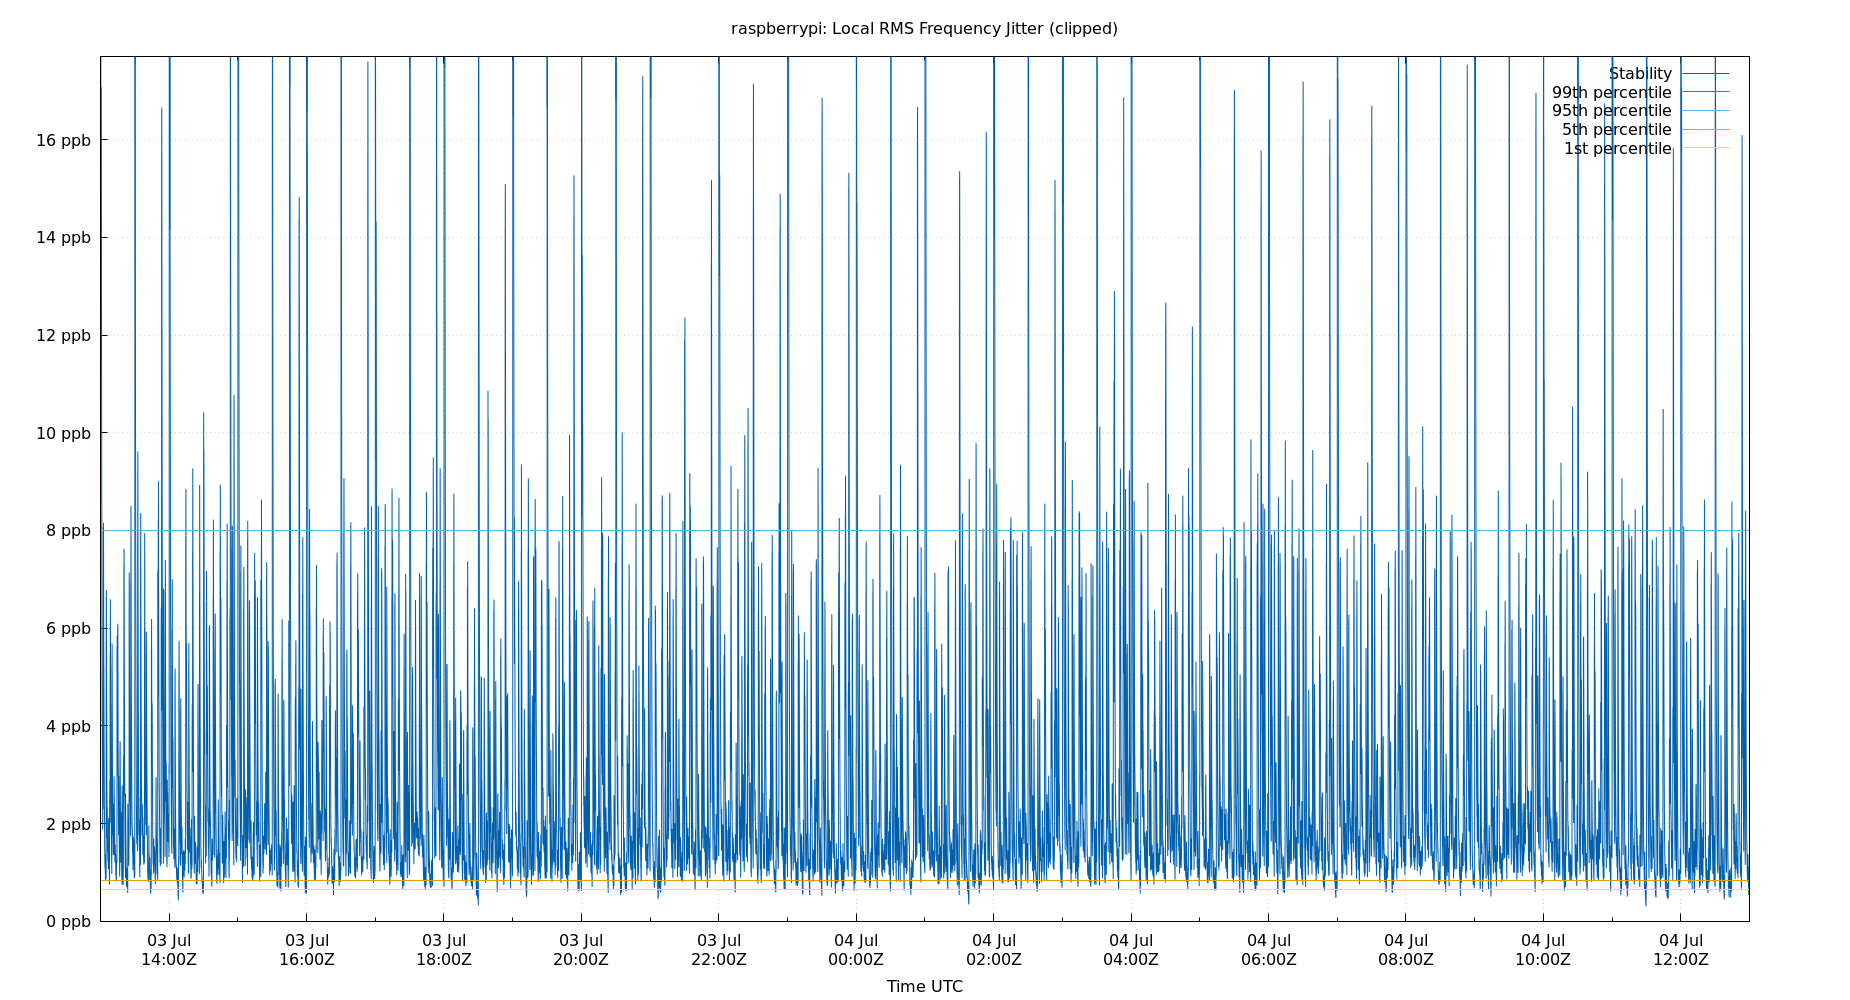 raspberrypi: Local RMS Frequency Jitter (clipped)
Stability
99th percentile
95th percentile
5th percentile
1st percentile
16 ppb
14 ppb
12 ppb
10 ppb
8 ppb
6 ppb
4 ppb
2 ppb
0 ppb
03 Jul 03 Jul 03 Jul 03 Jul 03 Jul 04 Jul 04 Jul 04 Jul 04 Jul 04 Jul 04 Jul 04 Jul
14:00Z 16:00Z 18:00Z 20:00Z 22:00Z 00:00Z 02:00Z 04:00Z 06:00Z 08:00Z 10:00Z 12:00Z
Time UTC